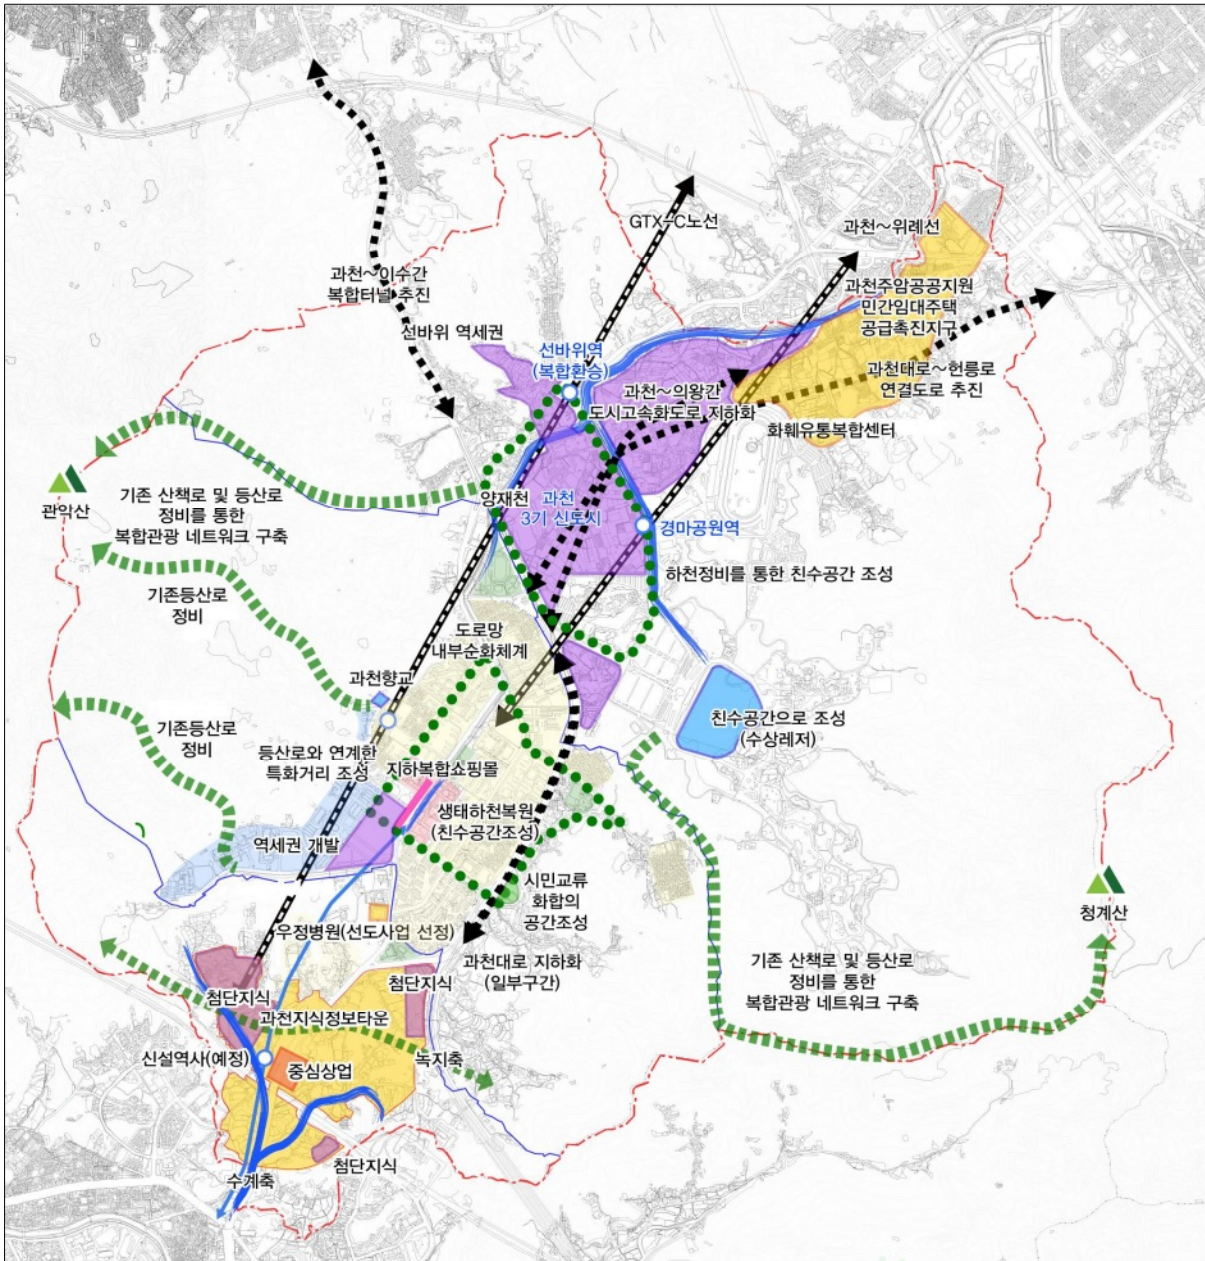 GTX-C노선
과천~위례선
과천~이수간
복합터널 추진
과천주암공공지원
민간임대주택
공급촉진지구
선바위 역세권
선바위역
(복합환승)
과천대로~헌릉로
연결도로 추진
과천~의왕간
도시고속화도로 지하화
화훼유통복합센터
관악산
기존 산책로 및 등산로
정비를 통한
복합관광 네트워크 구축
양재천
과천
3기 신도시
경마공원역
하천정비를 통한 친수공간 조성
기존등산로
정비
도로망
내부순화체계
과천향교
친수공간으로 조성
(수상레저)
기존등산로
정비
등산로와 연계한
특화거리 조성
지하복합쇼핑몰
생태하천복원
(친수공간조성)
역세권 개발
시민교류
화합의
공간조성
청계산
우정병원(선도사업 선정)
과천대로 지하화
(일부구간)
기존 산책로 및 등산로
정비를 통한
복합관광 네트워크 구축
첨단지식
첨단지식
과천지식정보타운
신설역사(예정)
중심상업
녹지축
첨단지식
수계축